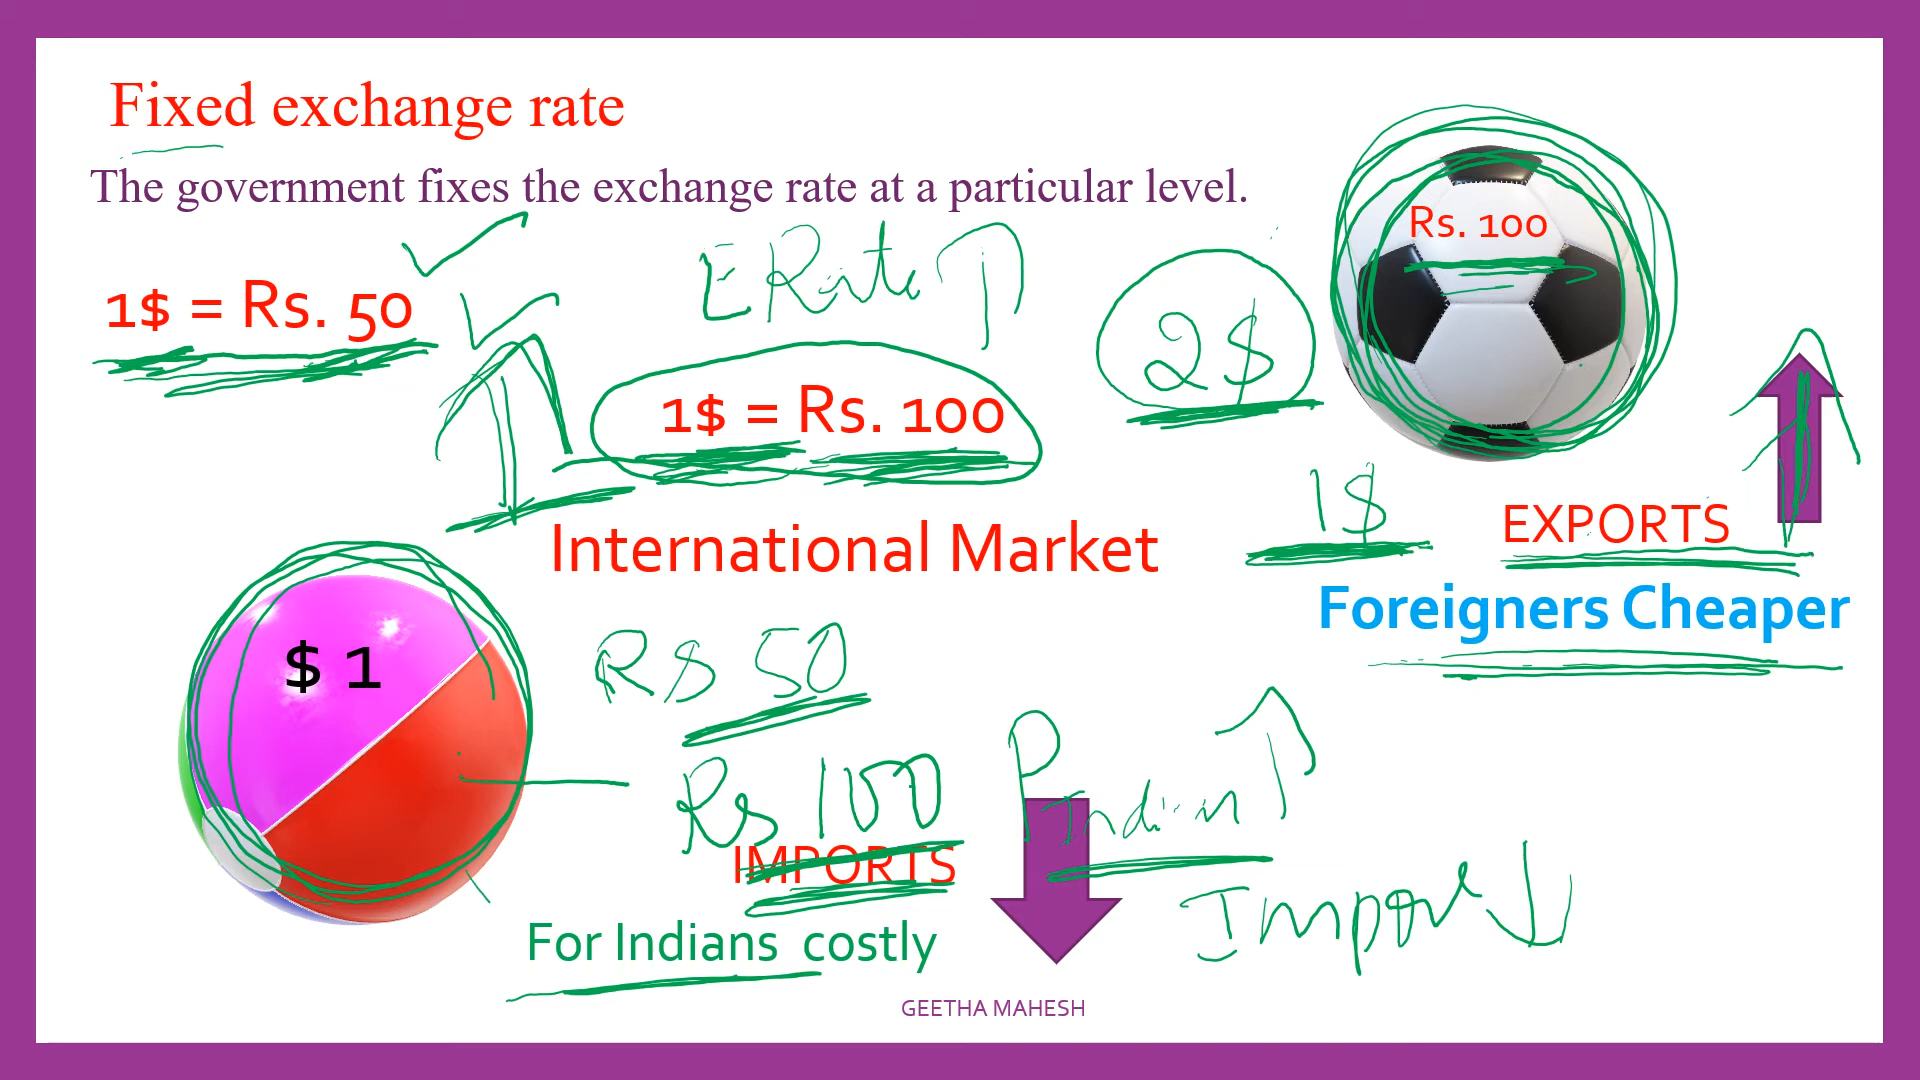 Fixed exchange rate
The government fixes the exchange rate at a particular level.
Rs. 100
1$ = Rs. 50
E Rate
2$
1$ = Rs. 100
1$
EXPORTS
International Market
Foreigners Cheaper
$ 1
Rs 50
Rs 100
P Indian
IMPORTS
Import
For Indians costly
GEETHA MAHESH